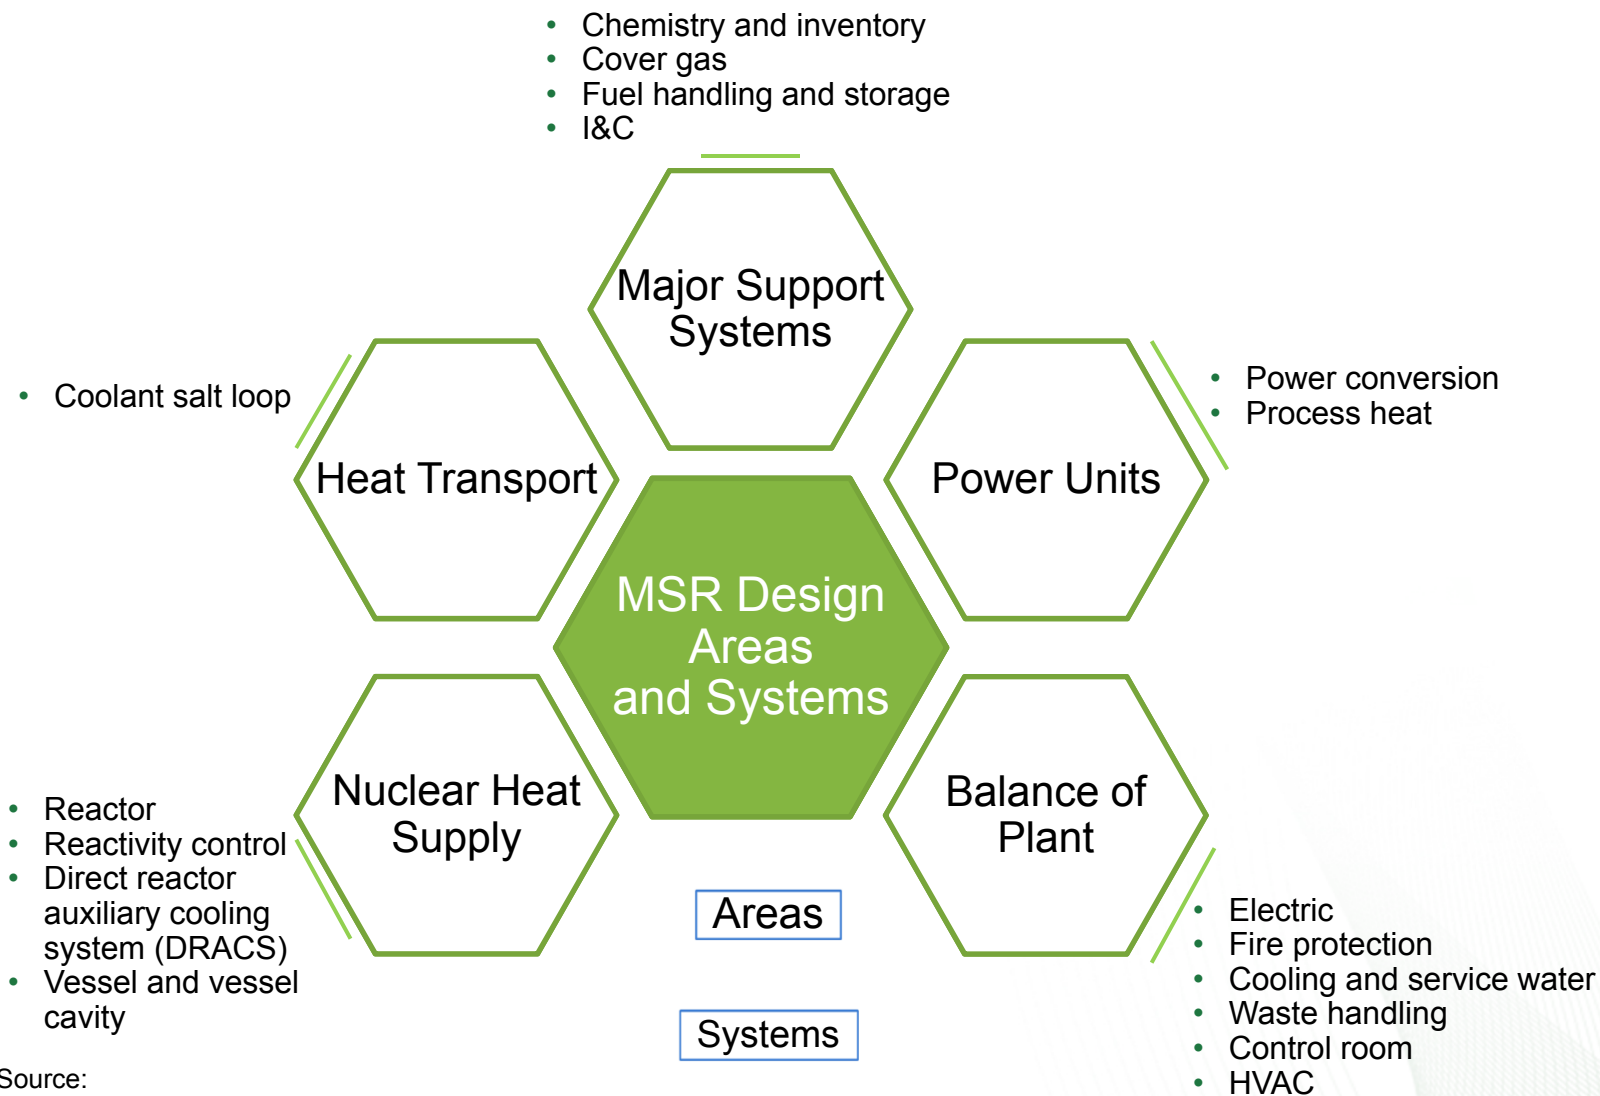 • Chemistry and inventory
• Cover gas
• Fuel handling and storage
• I&C
Major Support
Systems
• Coolant salt loop
Heat Transport
• Power conversion
• Process heat
Power Units
MSR Design
Areas
and Systems
Nuclear Heat
Supply
• Reactor
• Reactivity control
• Direct reactor
auxiliary cooling
system (DRACS)
• Vessel and vessel
cavity
Balance of
Plant
• Electric
• Fire protection
• Cooling and service water
• Waste handling
• Control room
• HVAC
Areas
Systems
Source: